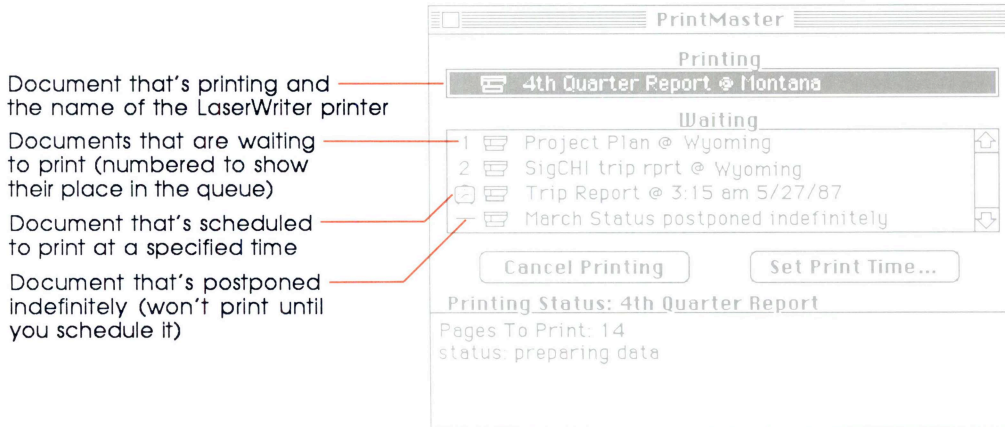 PrintMaster
Printing
4th Quarter Report @ Montana
Waiting
1 Project Plan @ Wyoming
2 SigCHI trip rprt @ Wyoming
Trip Report @ 3:15 am 5/27/87
March Status postponed indefinitely
Cancel Printing
Set Print Time...
Printing Status: 4th Quarter Report
Pages To Print: 14
status: preparing data
Document that's printing and
the name of the LaserWriter printer
Documents that are waiting
to print (numbered to show
their place in the queue)
Document that's scheduled
to print at a specified time
Document that's postponed
indefinitely (won't print until
you schedule it)